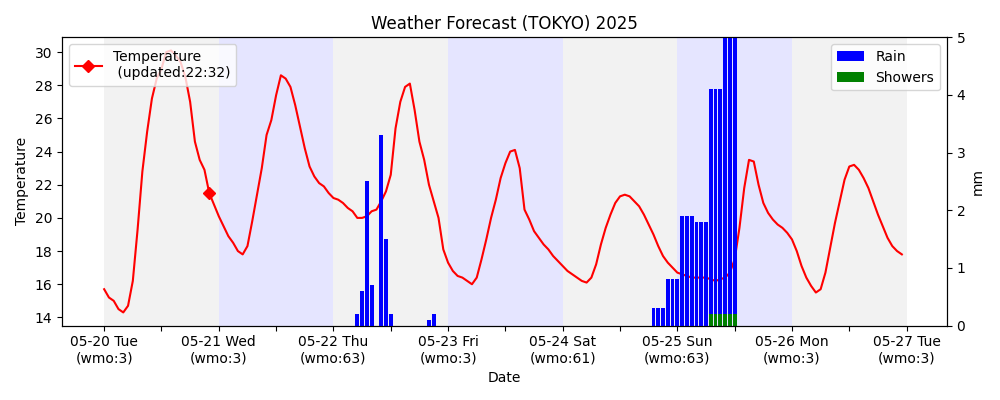 Weather Forecast (TOKYO) 2025
Temperature
(updated:22:32)
Rain
Showers
Temperature
30
28
26
24
22
20
18
16
14
5
4
3
2
1
0
mm
05-20 Tue
(wmo:3)
05-21 Wed
(wmo:3)
05-22 Thu
(wmo:63)
05-23 Fri
(wmo:3)
05-24 Sat
(wmo:61)
05-25 Sun
(wmo:63)
05-26 Mon
(wmo:3)
05-27 Tue
(wmo:3)
Date